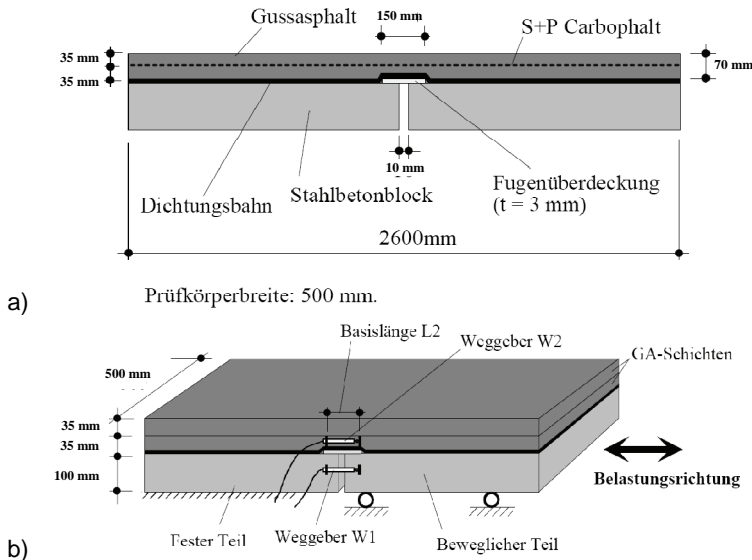 150 mm
Gussasphalt
S+P Carbophalt
35 mm
35 mm
70 mm
10 mm
Dichtungsbahn
Stahlbetonblock
Fugenüberdeckung
(t = 3 mm)
2600mm
a)
Prüfkörperbreite: 500 mm.
Basislänge L2
Weggeber W2
GA-Schichten
500 mm
35 mm
35 mm
100 mm
Belastungsrichtung
Fester Teil
Weggeber W1
Beweglicher Teil
b)